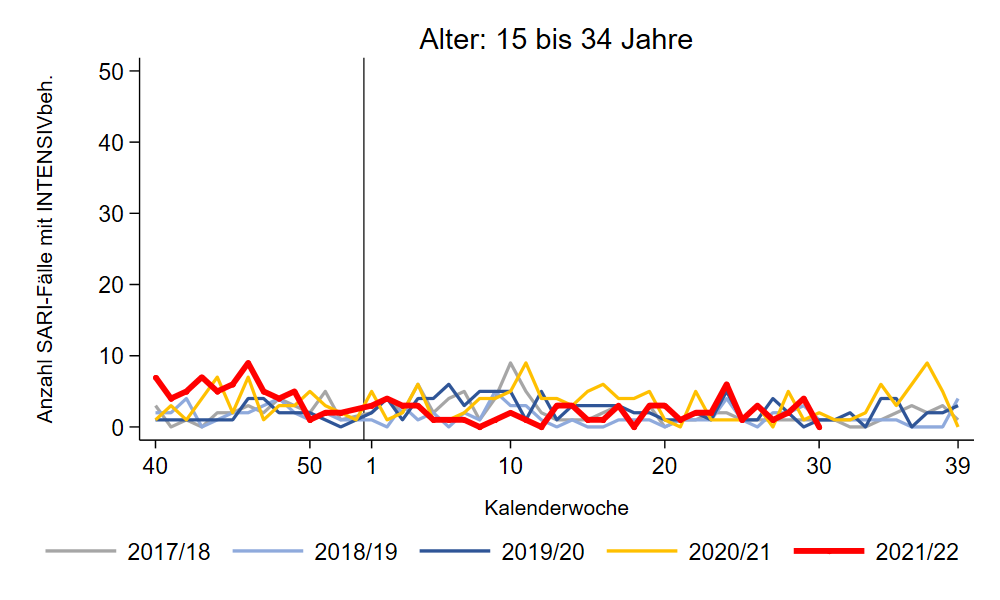 Alter: 15 bis 34 Jahre
Anzahl SARI-Fälle mit INTENSIVbeh.
50
40
30
20
10
0
40 50 1 10 20 30 39
Kalenderwoche
2017/18 2018/19 2019/20 2020/21 2021/22